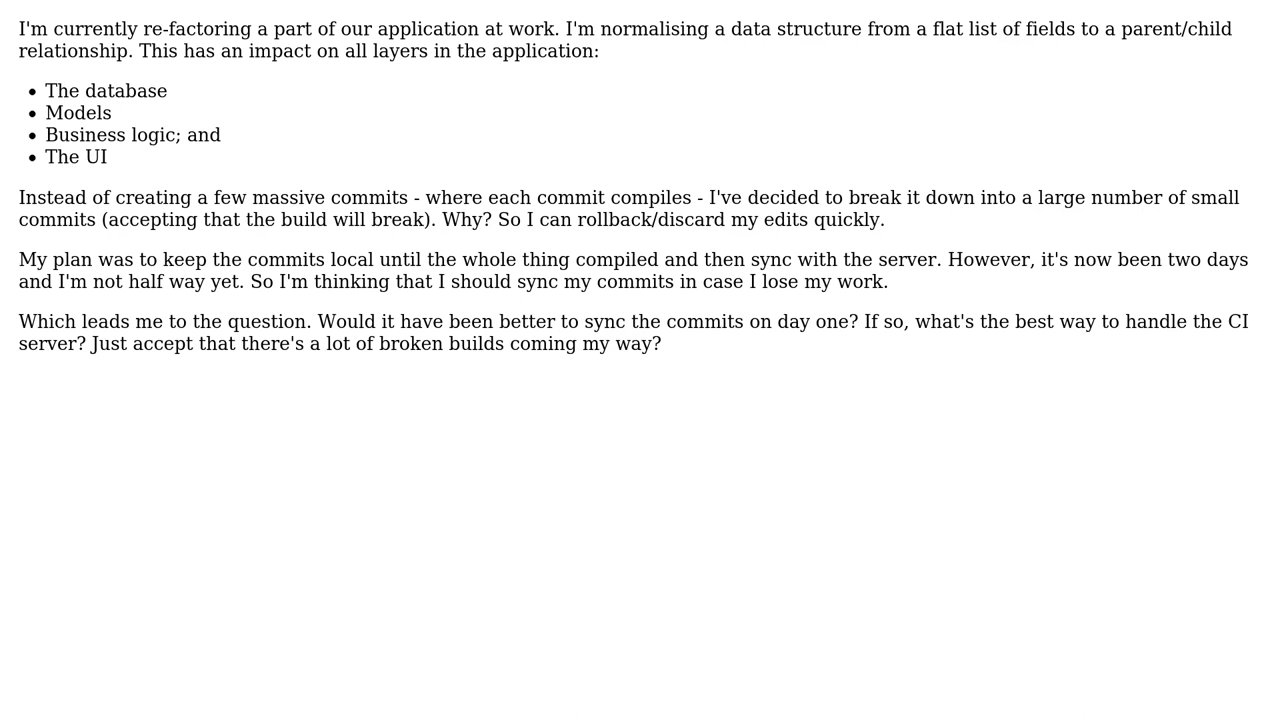 I'm currently re-factoring a part of our application at work. I'm normalising a data structure from a flat list of fields to a parent/child
relationship. This has an impact on all layers in the application:
• The database
• Models
• Business logic; and
• The UI
Instead of creating a few massive commits - where each commit compiles - I've decided to break it down into a large number of small
commits (accepting that the build will break). Why? So I can rollback/discard my edits quickly.
My plan was to keep the commits local until the whole thing compiled and then sync with the server. However, it's now been two days
and I'm not half way yet. So I'm thinking that I should sync my commits in case I lose my work.
Which leads me to the question. Would it have been better to sync the commits on day one? If so, what's the best way to handle the CI
server? Just accept that there's a lot of broken builds coming my way?